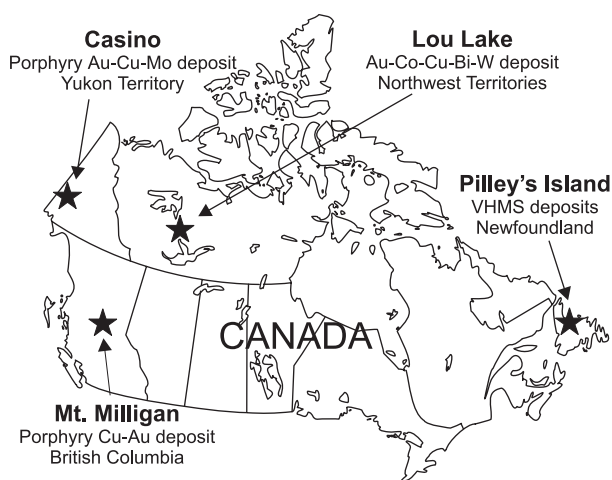 Casino
Porphyry Au-Cu-Mo deposit
Yukon Territory
Lou Lake
Au-Co-Cu-Bi-W deposit
Northwest Territories
Pilley's Island
VHMS deposits
Newfoundland
CANADA
Mt. Milligan
Porphyry Cu-Au deposit
British Columbia